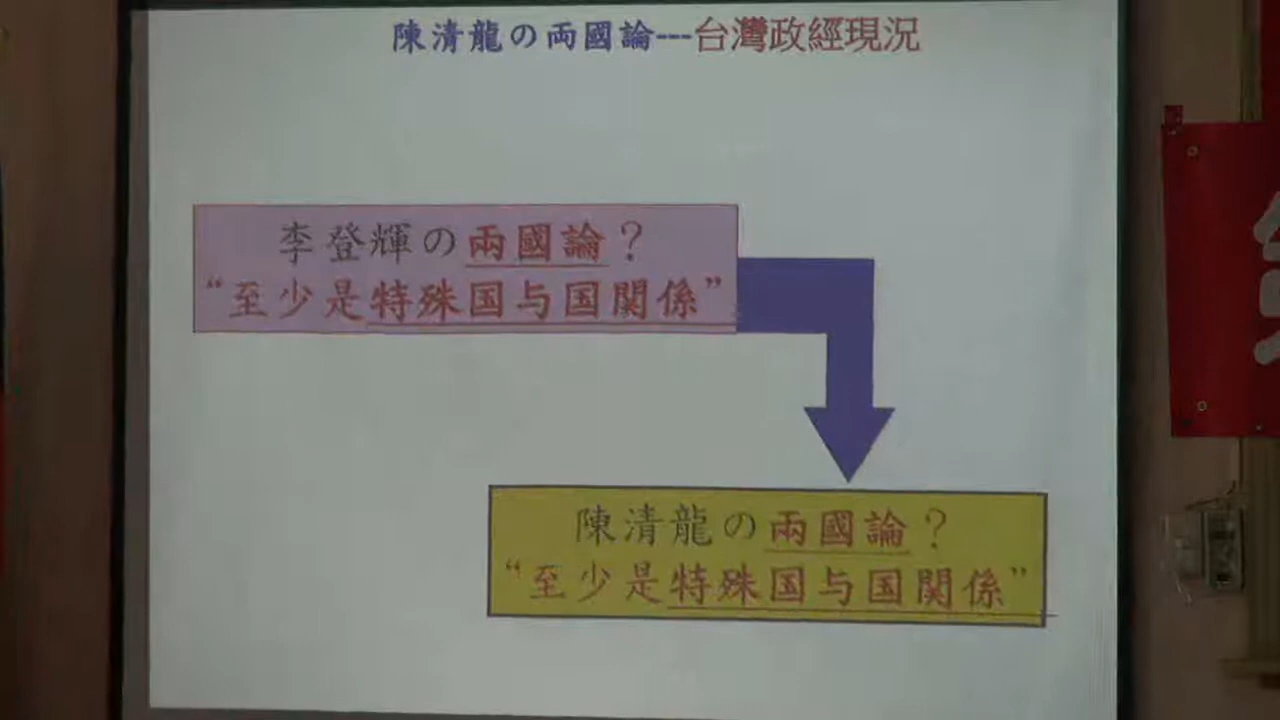 陳清龍の両國論---台灣政經現況
李登輝の兩國論？
“至少是特殊国与国関係”
陳清龍の兩國論？
“至少是特殊国与国関係”